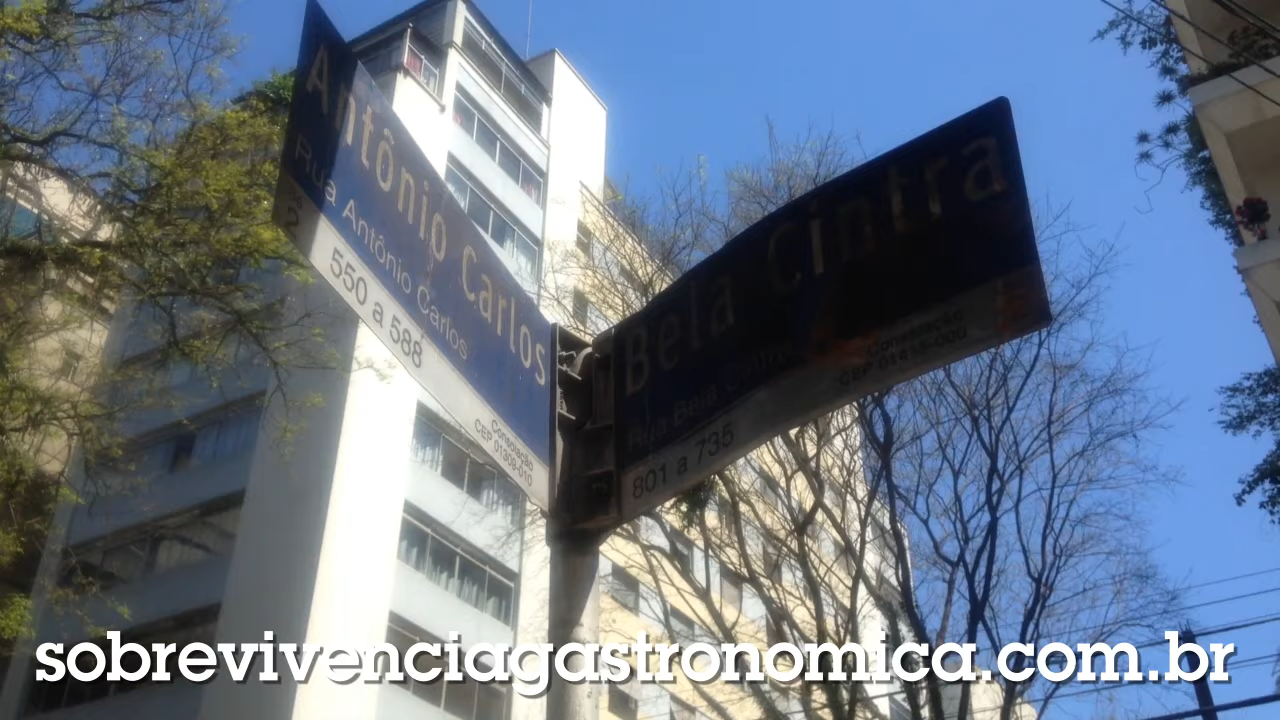 Antônio Carlos
Rua Antônio Carlos
550 a 588
Consolação
CEP 01309-010
Bela Cintra
Rua Bela Cintra
801 a 735
Consolação
sobrevivenciagastronomica.com.br